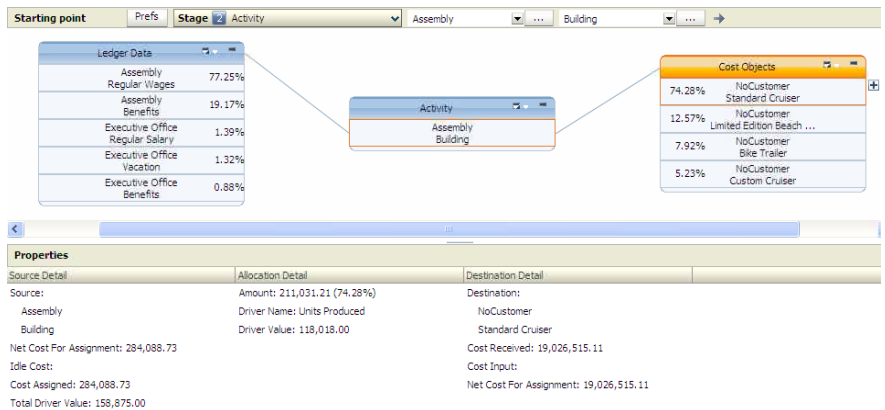 Starting point Prefs Stage 2 Activity Assembly ... Building ...
Ledger Data
Assembly
Regular Wages 77.25%
Assembly
Benefits 19.17%
Executive Office
Regular Salary 1.39%
Executive Office
Vacation 1.32%
Executive Office
Benefits 0.88%
Activity
Assembly
Building
Cost Objects
74.28% NoCustomer
Standard Cruiser
12.57% NoCustomer
Limited Edition Beach ...
7.92% NoCustomer
Bike Trailer
5.23% NoCustomer
Custom Cruiser
Properties
Source Detail Allocation Detail Destination Detail
Source: Amount: 211,031.21 (74.28%) Destination:
Assembly Driver Name: Units Produced NoCustomer
Building Driver Value: 118,018.00 Standard Cruiser
Net Cost For Assignment: 284,088.73 Cost Received: 19,026,515.11
Idle Cost: Cost Input:
Cost Assigned: 284,088.73 Net Cost For Assignment: 19,026,515.11
Total Driver Value: 158,875.00